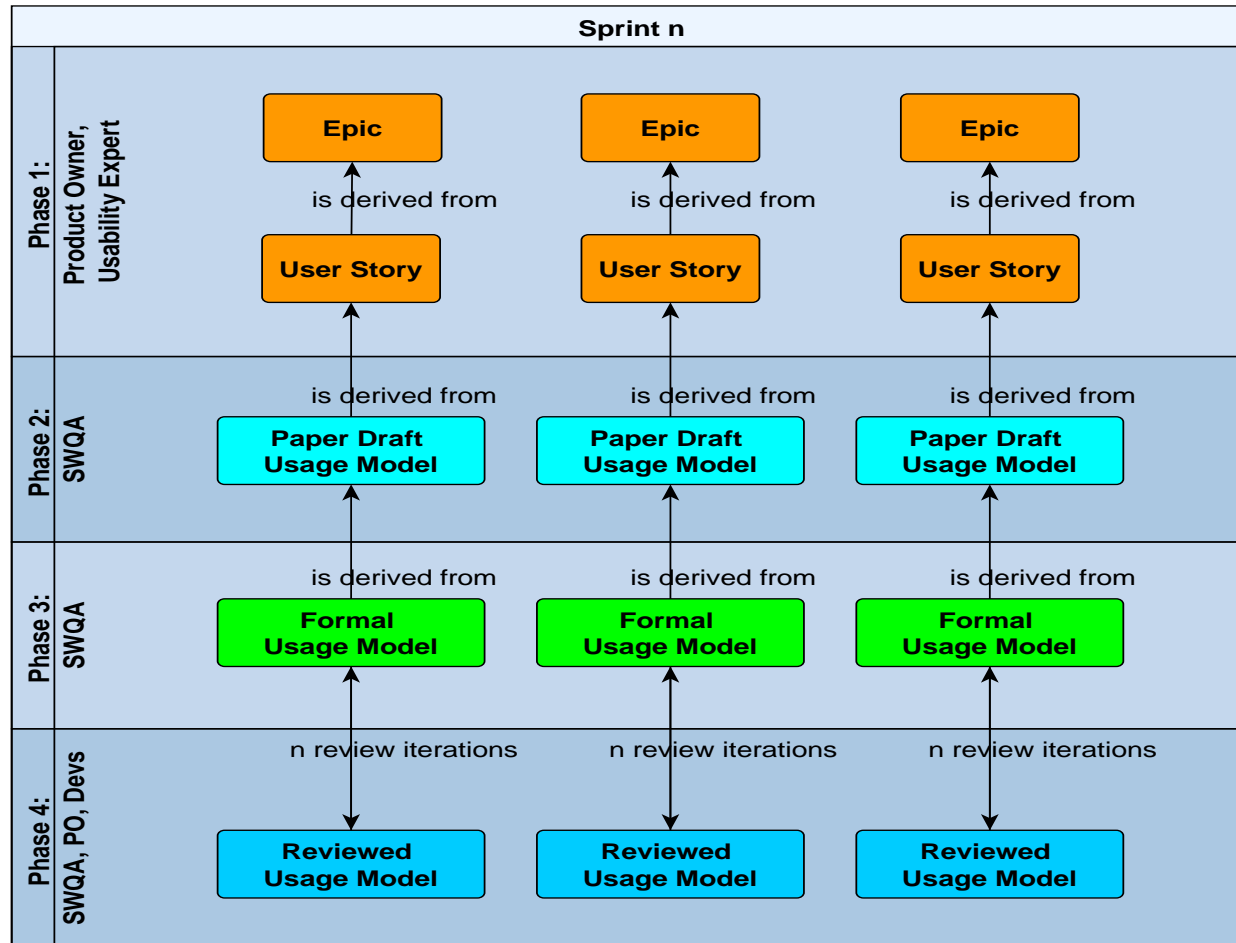 Sprint n
Phase 1:
Product Owner,
Usability Expert
Epic
Epic
Epic
is derived from
is derived from
is derived from
User Story
User Story
User Story
Phase 2:
SWQA
is derived from
is derived from
is derived from
Paper Draft
Usage Model
Paper Draft
Usage Model
Paper Draft
Usage Model
Phase 3:
SWQA
is derived from
is derived from
is derived from
Formal
Usage Model
Formal
Usage Model
Formal
Usage Model
Phase 4:
SWQA, PO, Devs
n review iterations
n review iterations
n review iterations
Reviewed
Usage Model
Reviewed
Usage Model
Reviewed
Usage Model